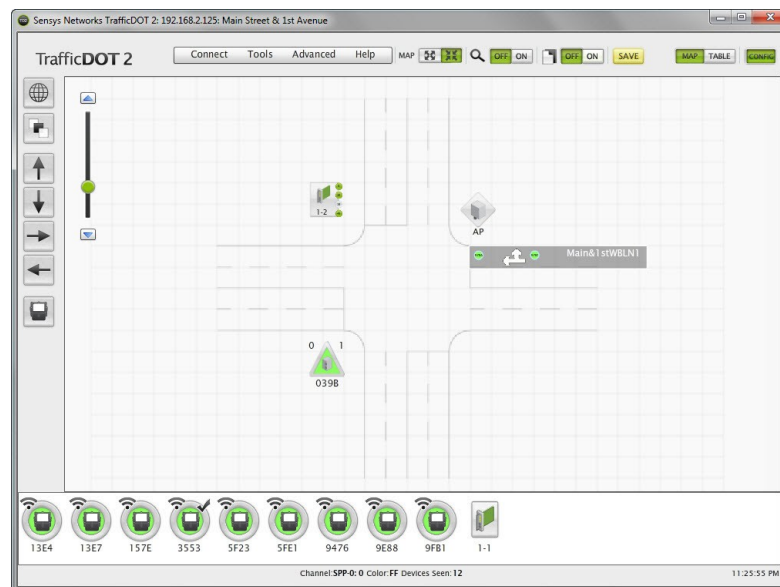 Sensys Networks TrafficDOT 2: 192.168.2.125: Main Street & 1st Avenue
TrafficDOT 2
Connect Tools Advanced Help MAP OFF ON OFF ON SAVE MAP TABLE CONFIG
1-2
AP
Main&1stWBLN1
0 1
039B
13E4 13E7 157E 3553 5F23 5FE1 9476 9E88 9FB1 1-1
Channel:SPP-0: 0 Color:FF Devices Seen: 12 11:25:55 PM